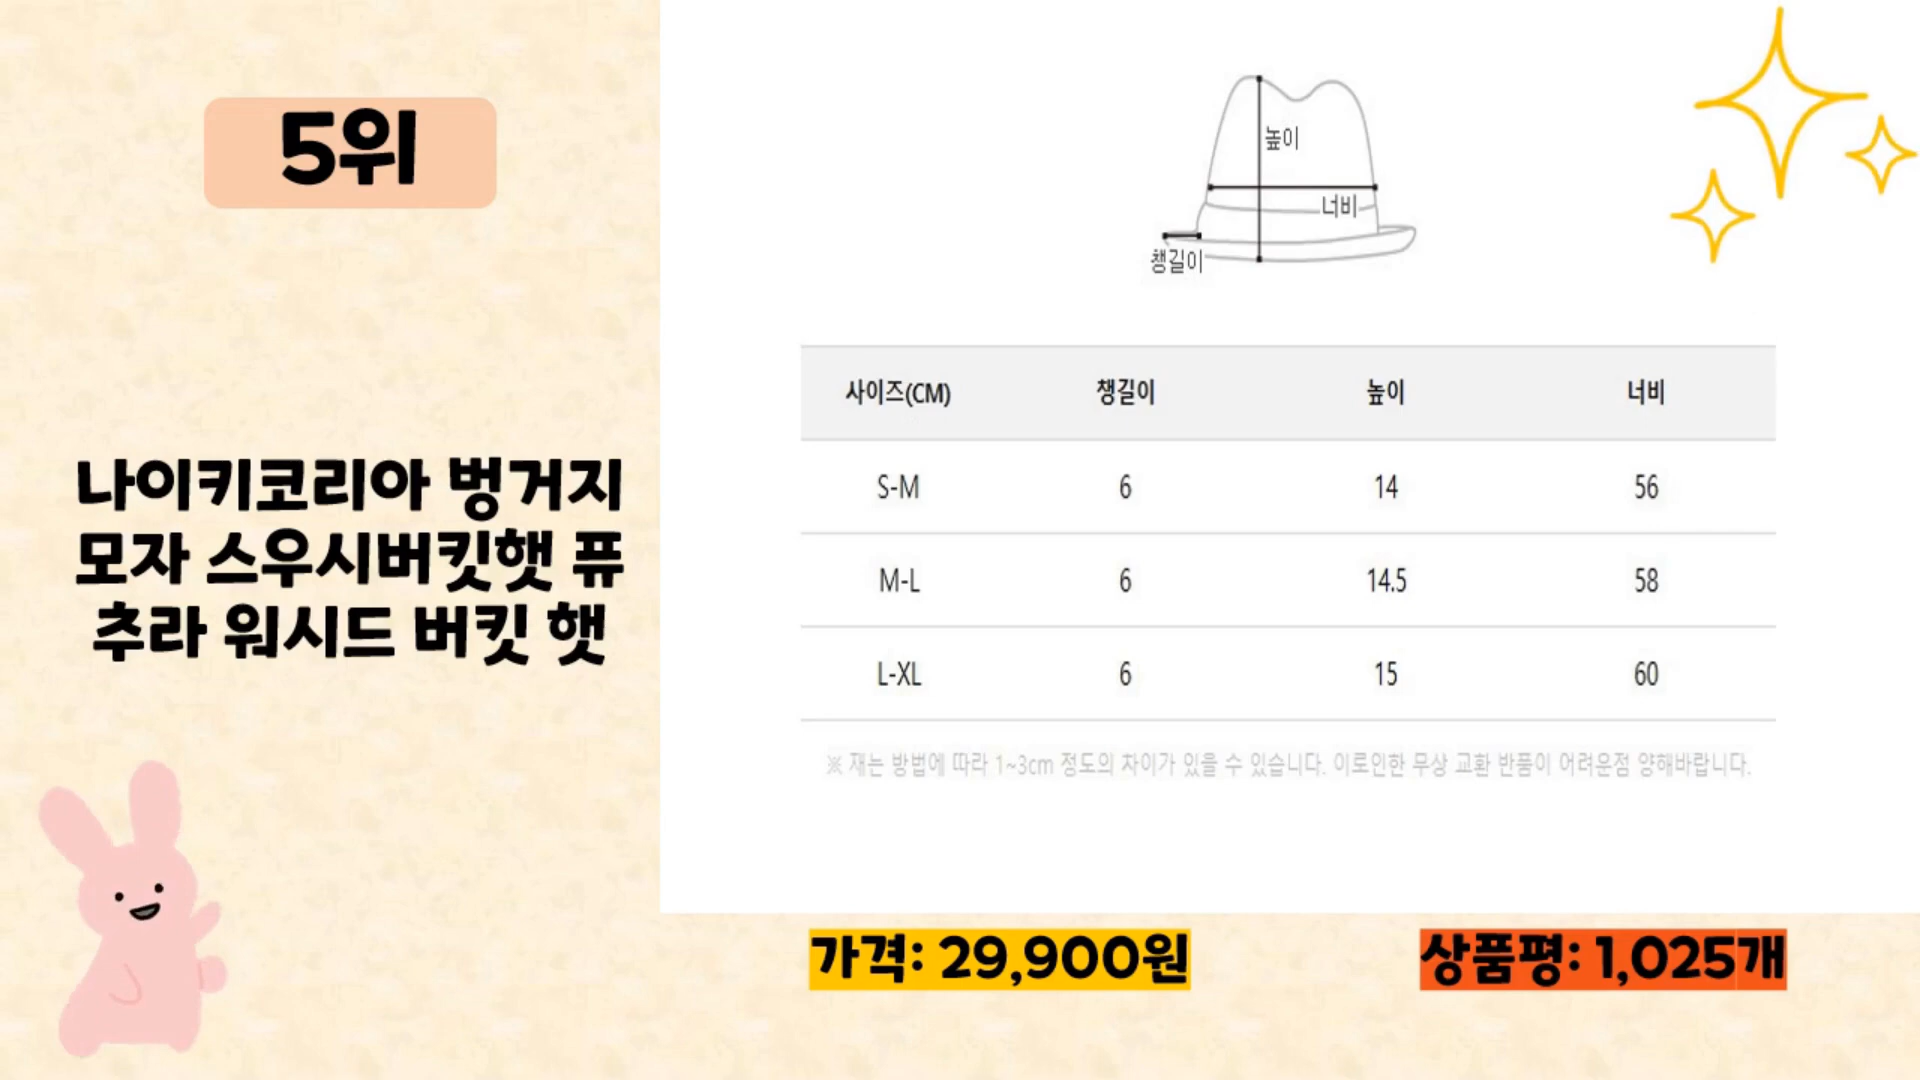 5위
나이키코리아 벙거지
모자 스우시버킷햇 퓨
추라 워시드 버킷 햇
높이
너비
챙길이
사이즈(CM) 챙길이 높이 너비
S-M 6 14 56
M-L 6 14.5 58
L-XL 6 15 60
※ 재는 방법에 따라 1~3cm 정도의 차이가 있을 수 있습니다. 이로인한 무상 교환 반품이 어려운점 양해바랍니다.
가격: 29,900원
상품평: 1,025개